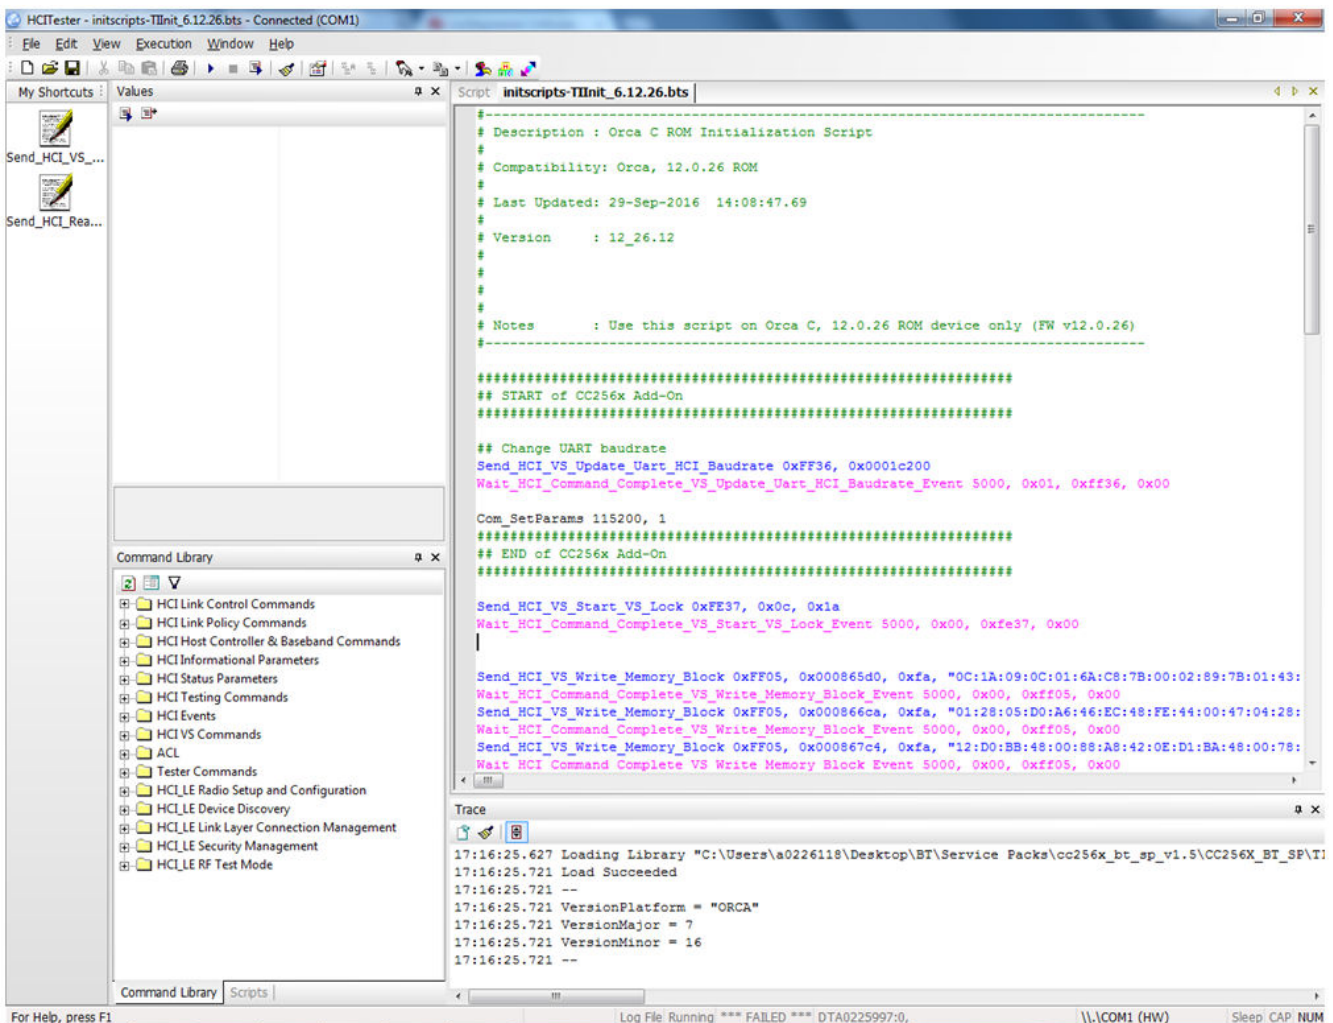 HCITester - initscripts-TIInit_6.12.26.bts - Connected (COM1)
File Edit View Execution Window Help
My Shortcuts
Send_HCI_VS_...
Send_HCI_Rea...
Values
Command Library
HCI Link Control Commands
HCI Link Policy Commands
HCI Host Controller & Baseband Commands
HCI Informational Parameters
HCI Status Parameters
HCI Testing Commands
HCI Events
HCI VS Commands
ACL
Tester Commands
HCI_LE Radio Setup and Configuration
HCI_LE Device Discovery
HCI_LE Link Layer Connection Management
HCI_LE Security Management
HCI_LE RF Test Mode
Command Library Scripts
Script initscripts-TIInit_6.12.26.bts
#--------------------------------------------------------------------------------
# Description : Orca C ROM Initialization Script
#
# Compatibility: Orca, 12.0.26 ROM
#
# Last Updated: 29-Sep-2016 14:08:47.69
#
# Version : 12_26.12
#
#
#
#
# Notes : Use this script on Orca C, 12.0.26 ROM device only (FW v12.0.26)
#--------------------------------------------------------------------------------
#################################################################
## START of CC256x Add-On
#################################################################
## Change UART baudrate
Send_HCI_VS_Update_Uart_HCI_Baudrate 0xFF36, 0x0001c200
Wait_HCI_Command_Complete_VS_Update_Uart_HCI_Baudrate_Event 5000, 0x01, 0xff36, 0x00
Com_SetParams 115200, 1
#################################################################
## END of CC256x Add-On
#################################################################
Send_HCI_VS_Start_VS_Lock 0xFE37, 0x0c, 0x1a
Wait_HCI_Command_Complete_VS_Start_VS_Lock_Event 5000, 0x00, 0xfe37, 0x00
Send_HCI_VS_Write_Memory_Block 0xFF05, 0x000865d0, 0xfa, "0C:1A:09:0C:01:6A:C8:7B:00:02:89:7B:01:43:
Wait_HCI_Command_Complete_VS_Write_Memory_Block_Event 5000, 0x00, 0xff05, 0x00
Send_HCI_VS_Write_Memory_Block 0xFF05, 0x000866ca, 0xfa, "01:28:05:D0:A6:46:EC:48:FE:44:00:47:04:28:
Wait_HCI_Command_Complete_VS_Write_Memory_Block_Event 5000, 0x00, 0xff05, 0x00
Send_HCI_VS_Write_Memory_Block 0xFF05, 0x000867c4, 0xfa, "12:D0:BB:48:00:88:A8:42:0E:D1:BA:48:00:78:
Wait_HCI_Command_Complete_VS_Write_Memory_Block_Event 5000, 0x00, 0xff05, 0x00
Trace
17:16:25.627 Loading Library "C:\Users\a0226118\Desktop\BT\Service Packs\cc256x_bt_sp_v1.5\CC256X_BT_SP\TI
17:16:25.721 Load Succeeded
17:16:25.721 --
17:16:25.721 VersionPlatform = "ORCA"
17:16:25.721 VersionMajor = 7
17:16:25.721 VersionMinor = 16
17:16:25.721 --
For Help, press F1
Log File Running *** FAILED *** DTA0225997:0,
\\.\COM1 (HW)
Sleep CAP NUM